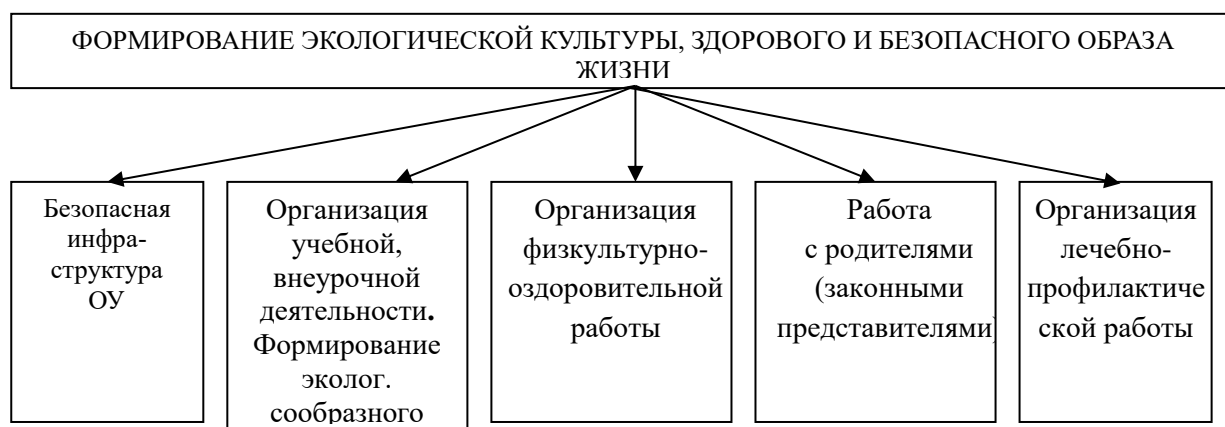 ФОРМИРОВАНИЕ ЭКОЛОГИЧЕСКОЙ КУЛЬТУРЫ, ЗДОРОВОГО И БЕЗОПАСНОГО ОБРАЗА
ЖИЗНИ
Безопасная
инфра-
структура
ОУ
Организация
учебной,
внеурочной
деятельности.
Формирование
эколог.
сообразного
Организация
физкультурно-
оздоровительной
работы
Работа
с родителями
(законными
представителями)
Организация
лечебно-
профилактиче
ской работы